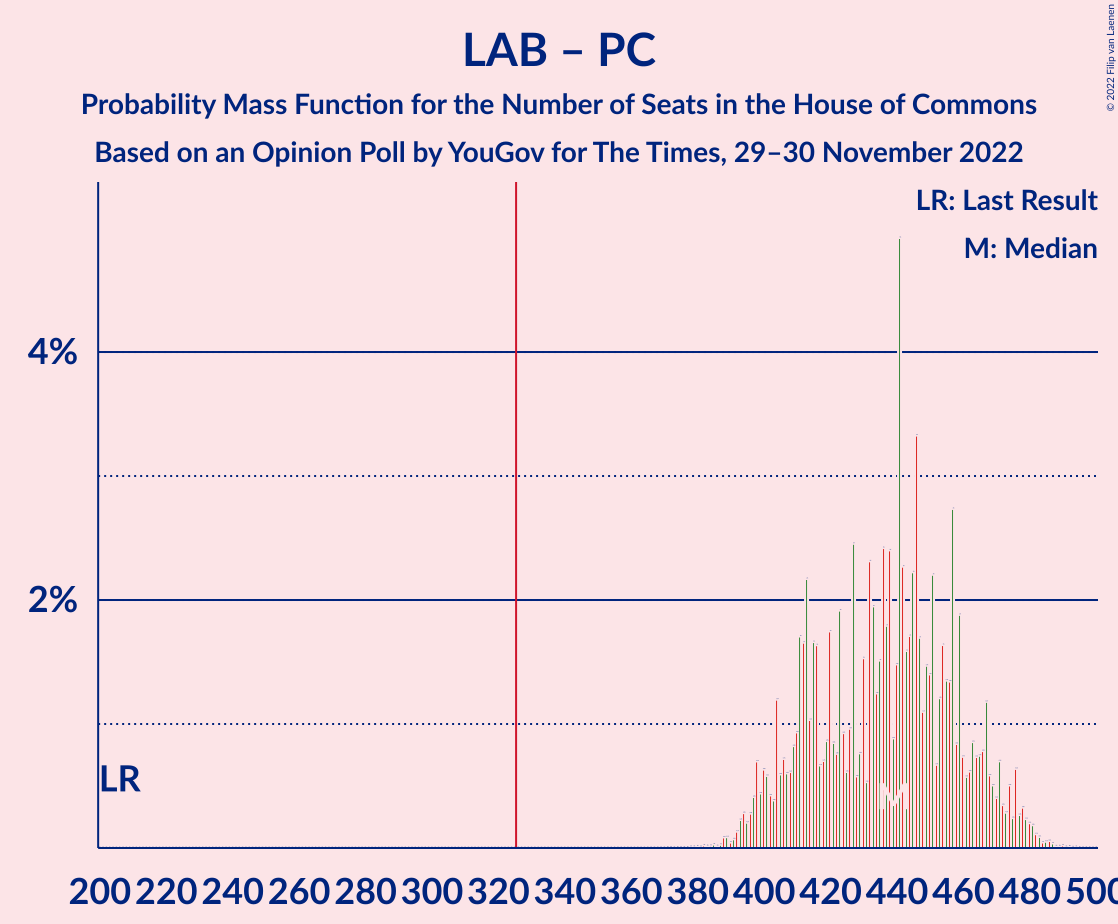 LAB – PC
Probability Mass Function for the Number of Seats in the House of Commons
Based on an Opinion Poll by YouGov for The Times, 29–30 November 2022
© 2022 Filip van Laenen
LR: Last Result
M: Median
4%
2%
LR
M
200 220 240 260 280 300 320 340 360 380 400 420 440 460 480 500